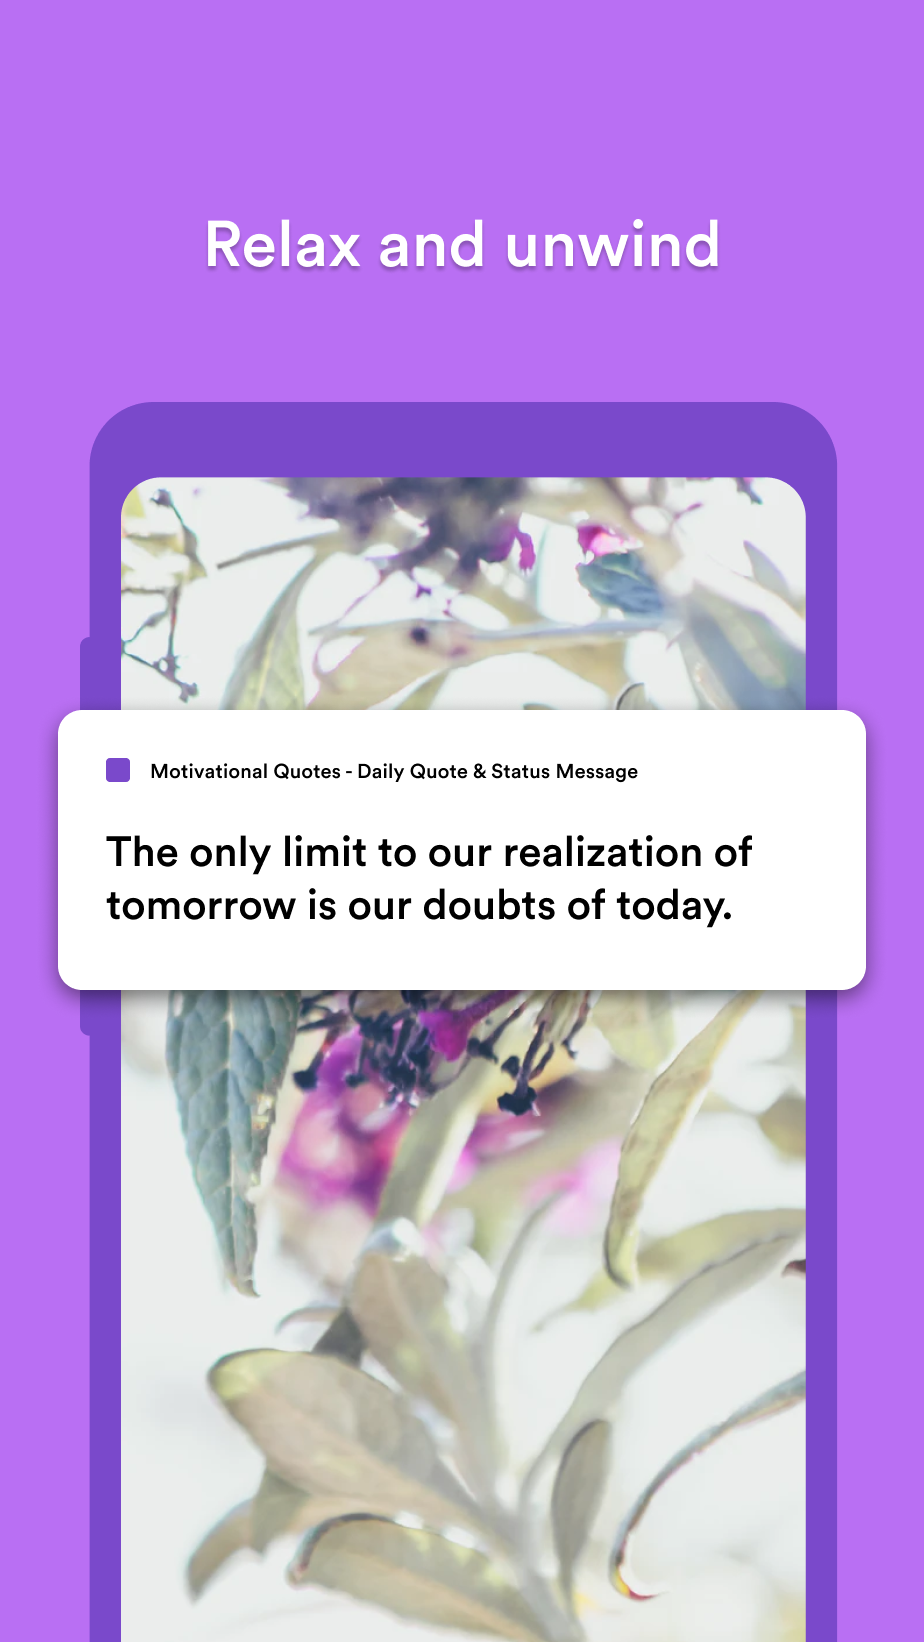 Relax and unwind
Motivational Quotes - Daily Quote & Status Message
The only limit to our realization of
tomorrow is our doubts of today.